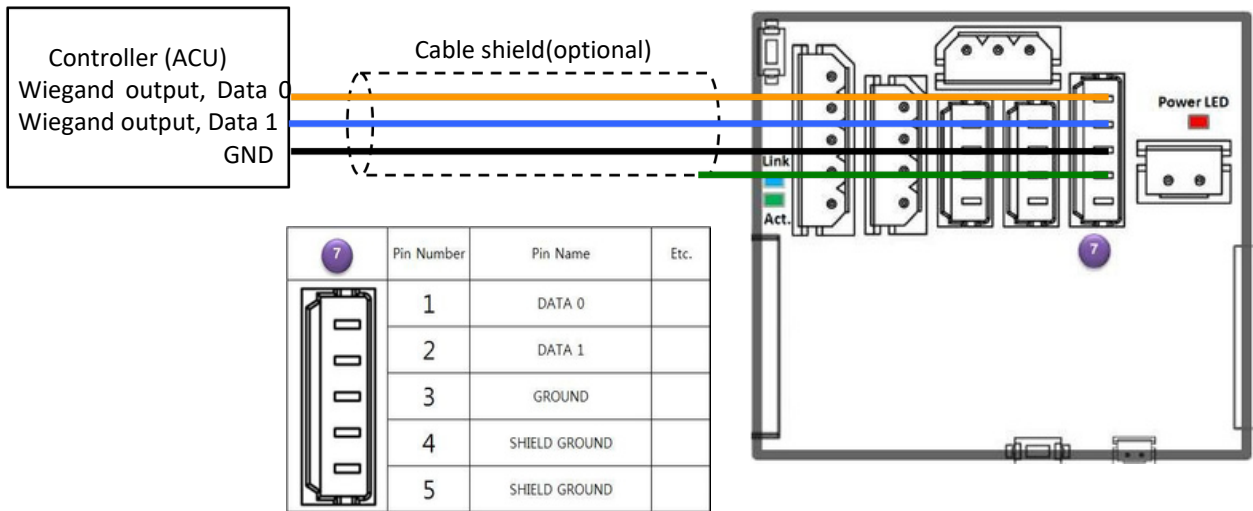 Controller (ACU)
Wiegand output, Data 0
Wiegand output, Data 1
GND
Cable shield(optional)
Power LED
Link
Act.
7
7 Pin Number Pin Name Etc.
1 DATA 0
2 DATA 1
3 GROUND
4 SHIELD GROUND
5 SHIELD GROUND